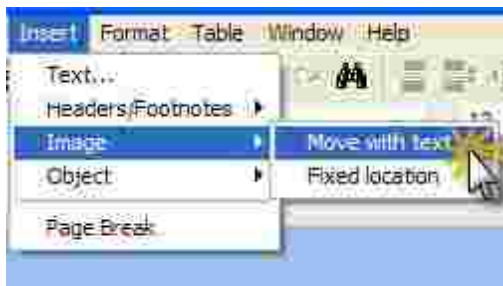 Insert Format Table Window Help
Text...
Headers/Footnotes
Image
Move with text
Object
Fixed location
Page Break